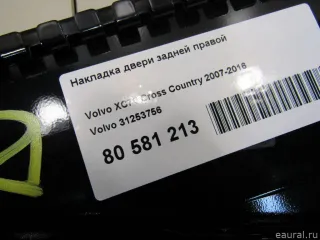 Накладка двери задней правой
Volvo XC70 Cross Country 2007-2016
Volvo 31253756
80 581 213
eaural.ru